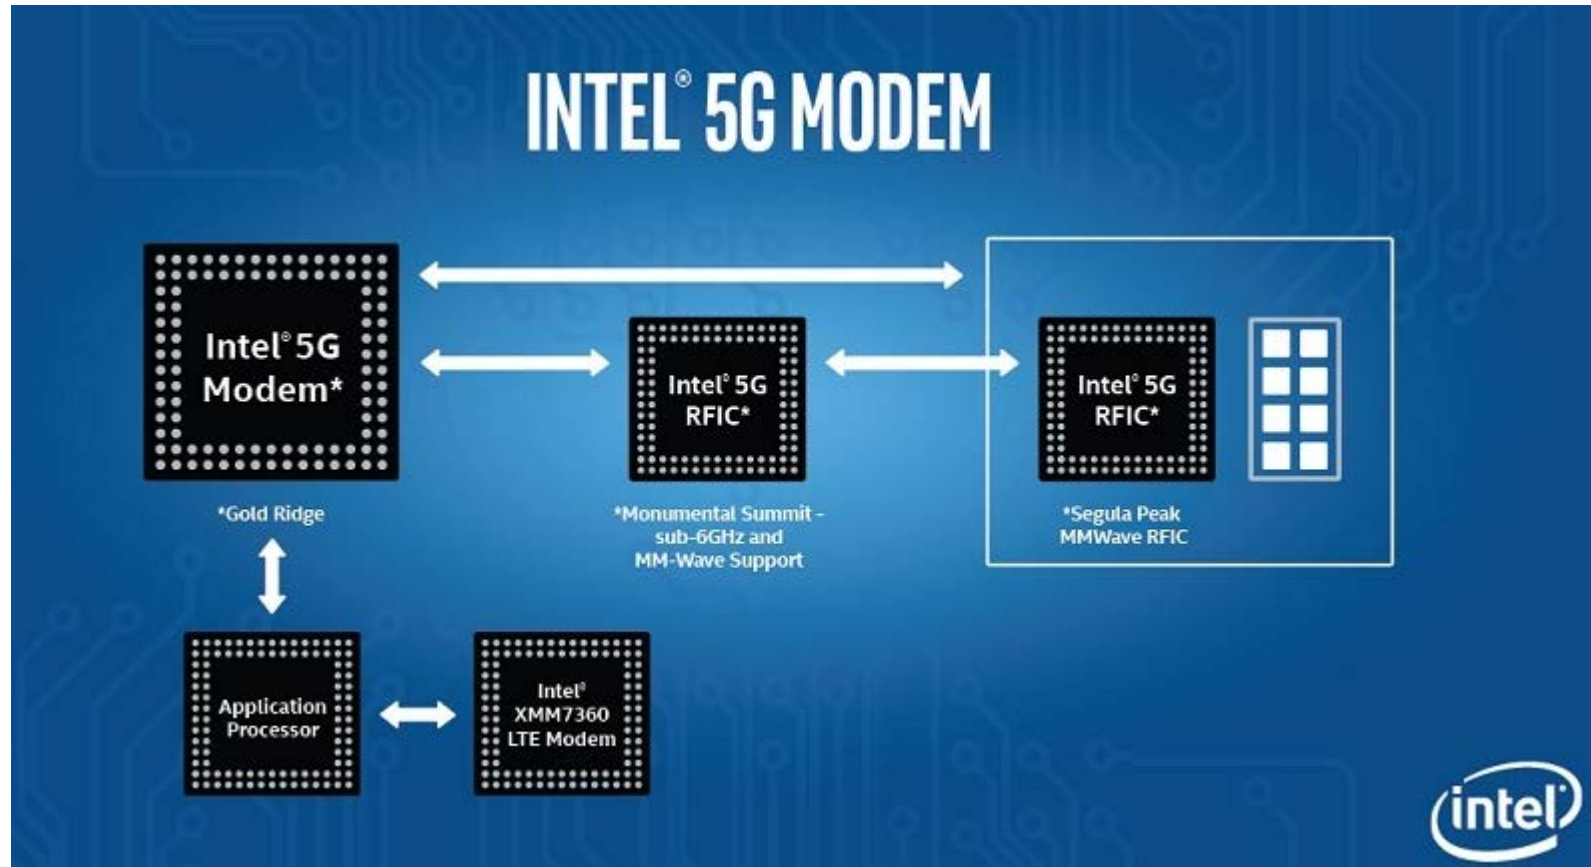 INTEL® 5G MODEM
Intel® 5G
Modem*
*Gold Ridge
Intel® 5G
RFIC*
*Monumental Summit -
sub-6GHz and
MM-Wave Support
Intel® 5G
RFIC*
*Segula Peak
MMWave RFIC
Application
Processor
Intel®
XMM7360
LTE Modem
intel